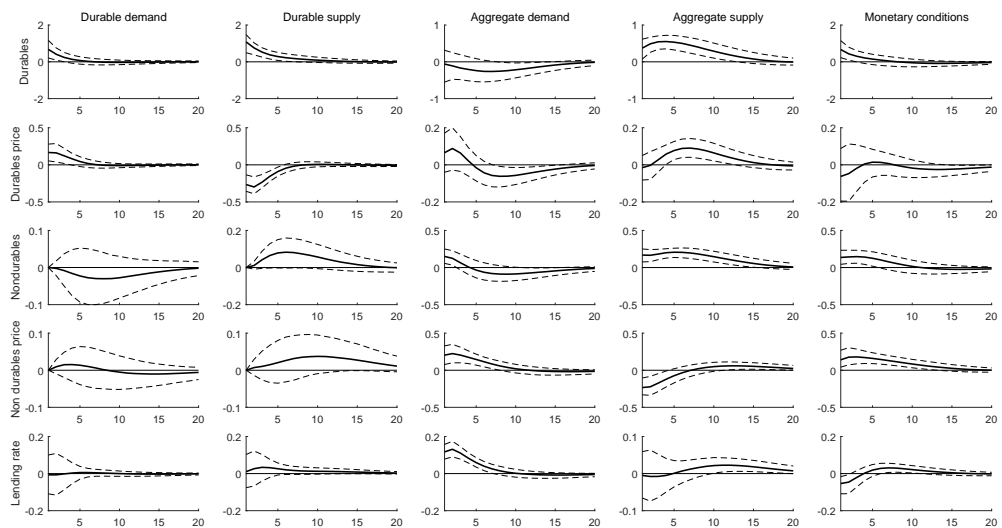 Durable demand Durable supply Aggregate demand Aggregate supply Monetary conditions
Durables
2 2 1 1 2
0 0 0 0 0
-2 -2 -1 -1 -2
5 10 15 20 5 10 15 20 5 10 15 20 5 10 15 20 5 10 15 20
Durables price
0.5 0.5 0.2 0.2 0.2
0 0 0 0 0
-0.5 -0.5 -0.2 -0.2 -0.2
5 10 15 20 5 10 15 20 5 10 15 20 5 10 15 20 5 10 15 20
Nondurables
0.1 0.2 0.5 0.5 0.5
0 0 0 0 0
-0.1 -0.2 -0.5 -0.5 -0.5
5 10 15 20 5 10 15 20 5 10 15 20 5 10 15 20 5 10 15 20
Non durables price
0.1 0.1 0.5 0.5 0.5
0 0 0 0 0
-0.1 -0.1 -0.5 -0.5 -0.5
5 10 15 20 5 10 15 20 5 10 15 20 5 10 15 20 5 10 15 20
Lending rate
0.2 0.2 0.2 0.1 0.2
0 0 0 0 0
-0.2 -0.2 -0.2 -0.1 -0.2
5 10 15 20 5 10 15 20 5 10 15 20 5 10 15 20 5 10 15 20